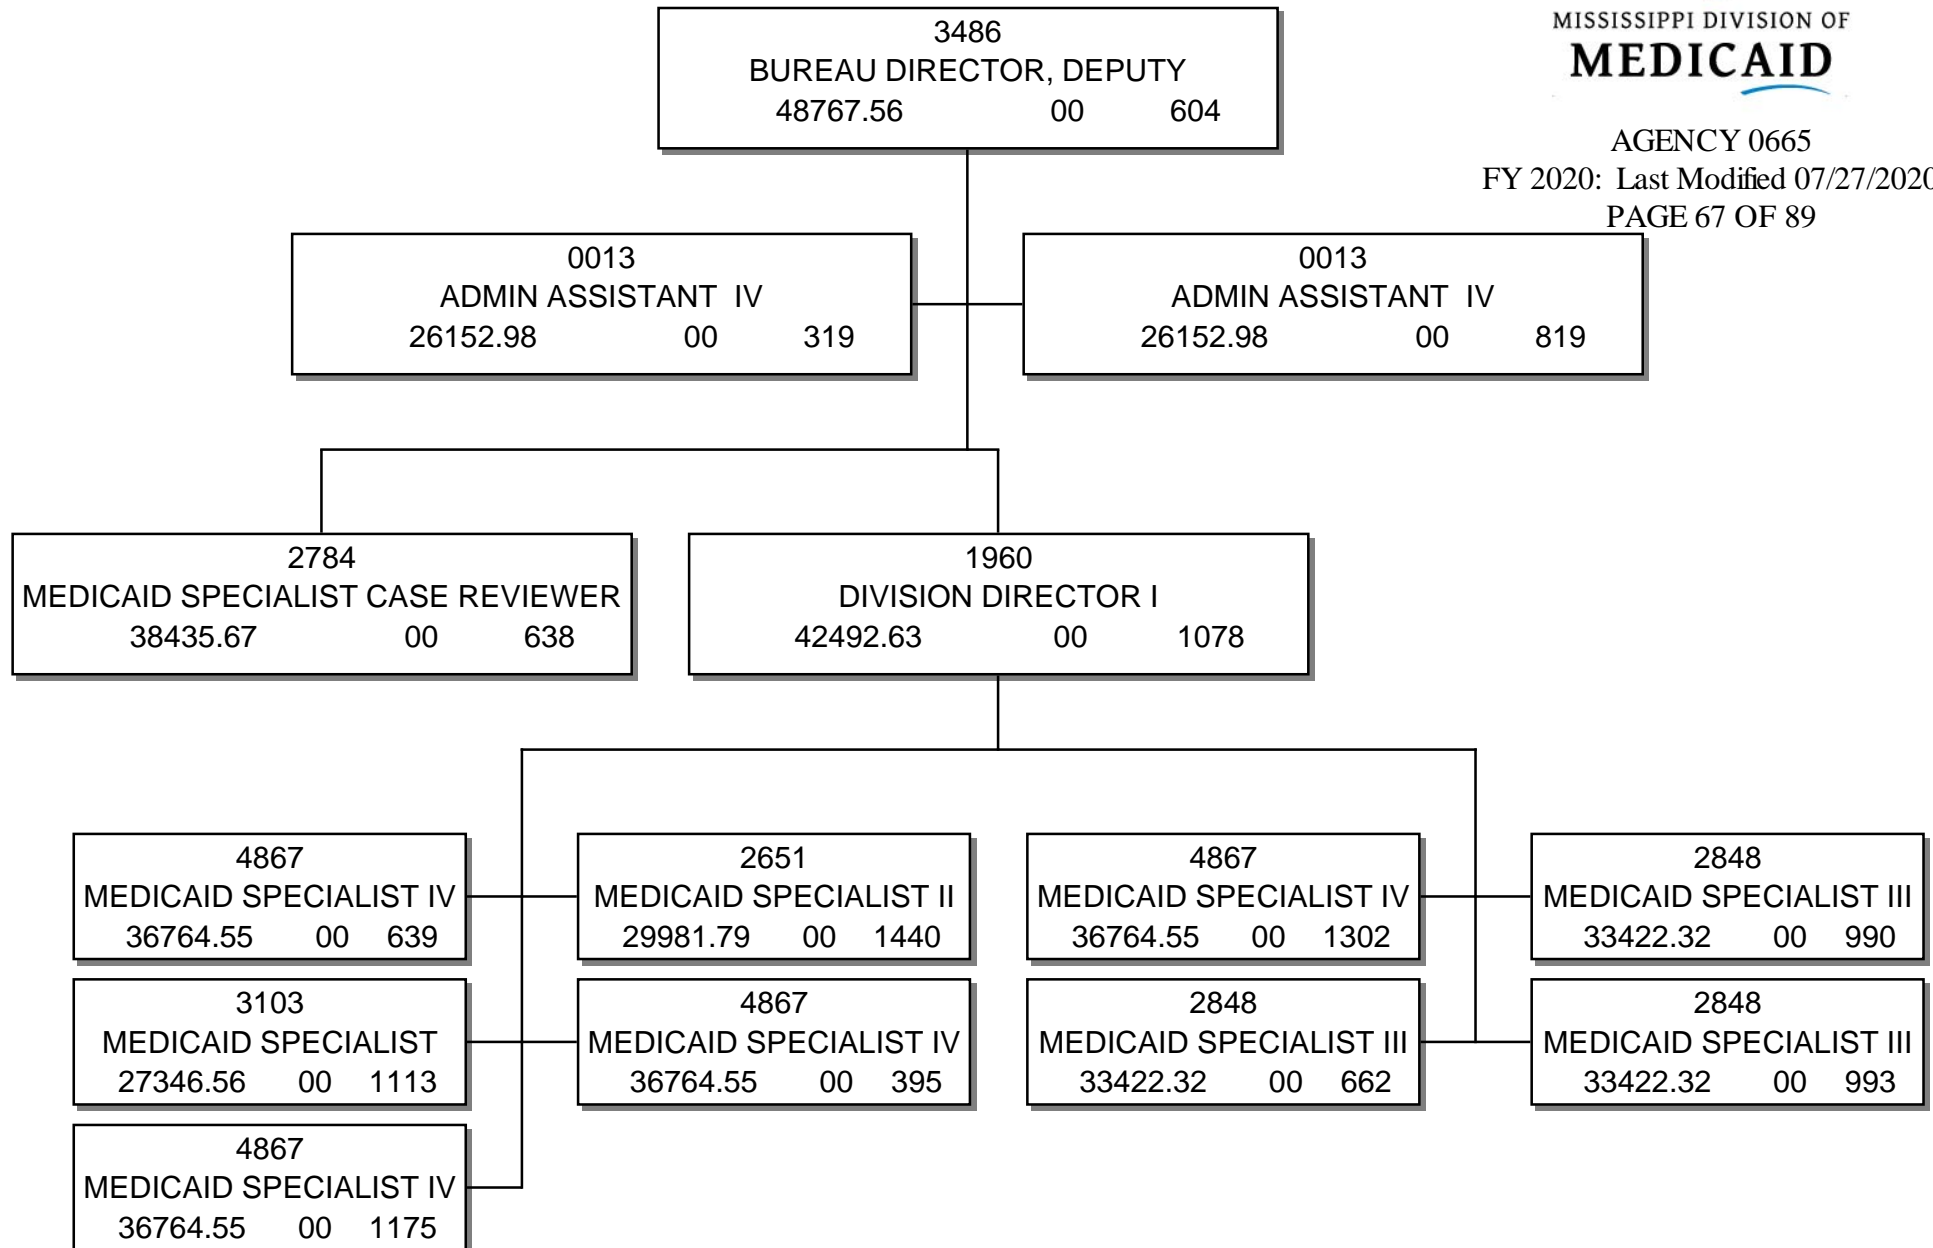 MISSISSIPPI DIVISION OF
MEDICAID
AGENCY 0665
FY 2020:  Last Modified 07/27/2020
PAGE 67 OF 89
3486
BUREAU DIRECTOR, DEPUTY
48767.56 00 604
0013
ADMIN ASSISTANT  IV
26152.98 00 319
0013
ADMIN ASSISTANT  IV
26152.98 00 819
2784
MEDICAID SPECIALIST CASE REVIEWER
38435.67 00 638
1960
DIVISION DIRECTOR I
42492.63 00 1078
4867
MEDICAID SPECIALIST IV
36764.55 00 639
2651
MEDICAID SPECIALIST II
29981.79 00 1440
4867
MEDICAID SPECIALIST IV
36764.55 00 1302
2848
MEDICAID SPECIALIST III
33422.32 00 990
3103
MEDICAID SPECIALIST
27346.56 00 1113
4867
MEDICAID SPECIALIST IV
36764.55 00 395
2848
MEDICAID SPECIALIST III
33422.32 00 662
2848
MEDICAID SPECIALIST III
33422.32 00 993
4867
MEDICAID SPECIALIST IV
36764.55 00 1175